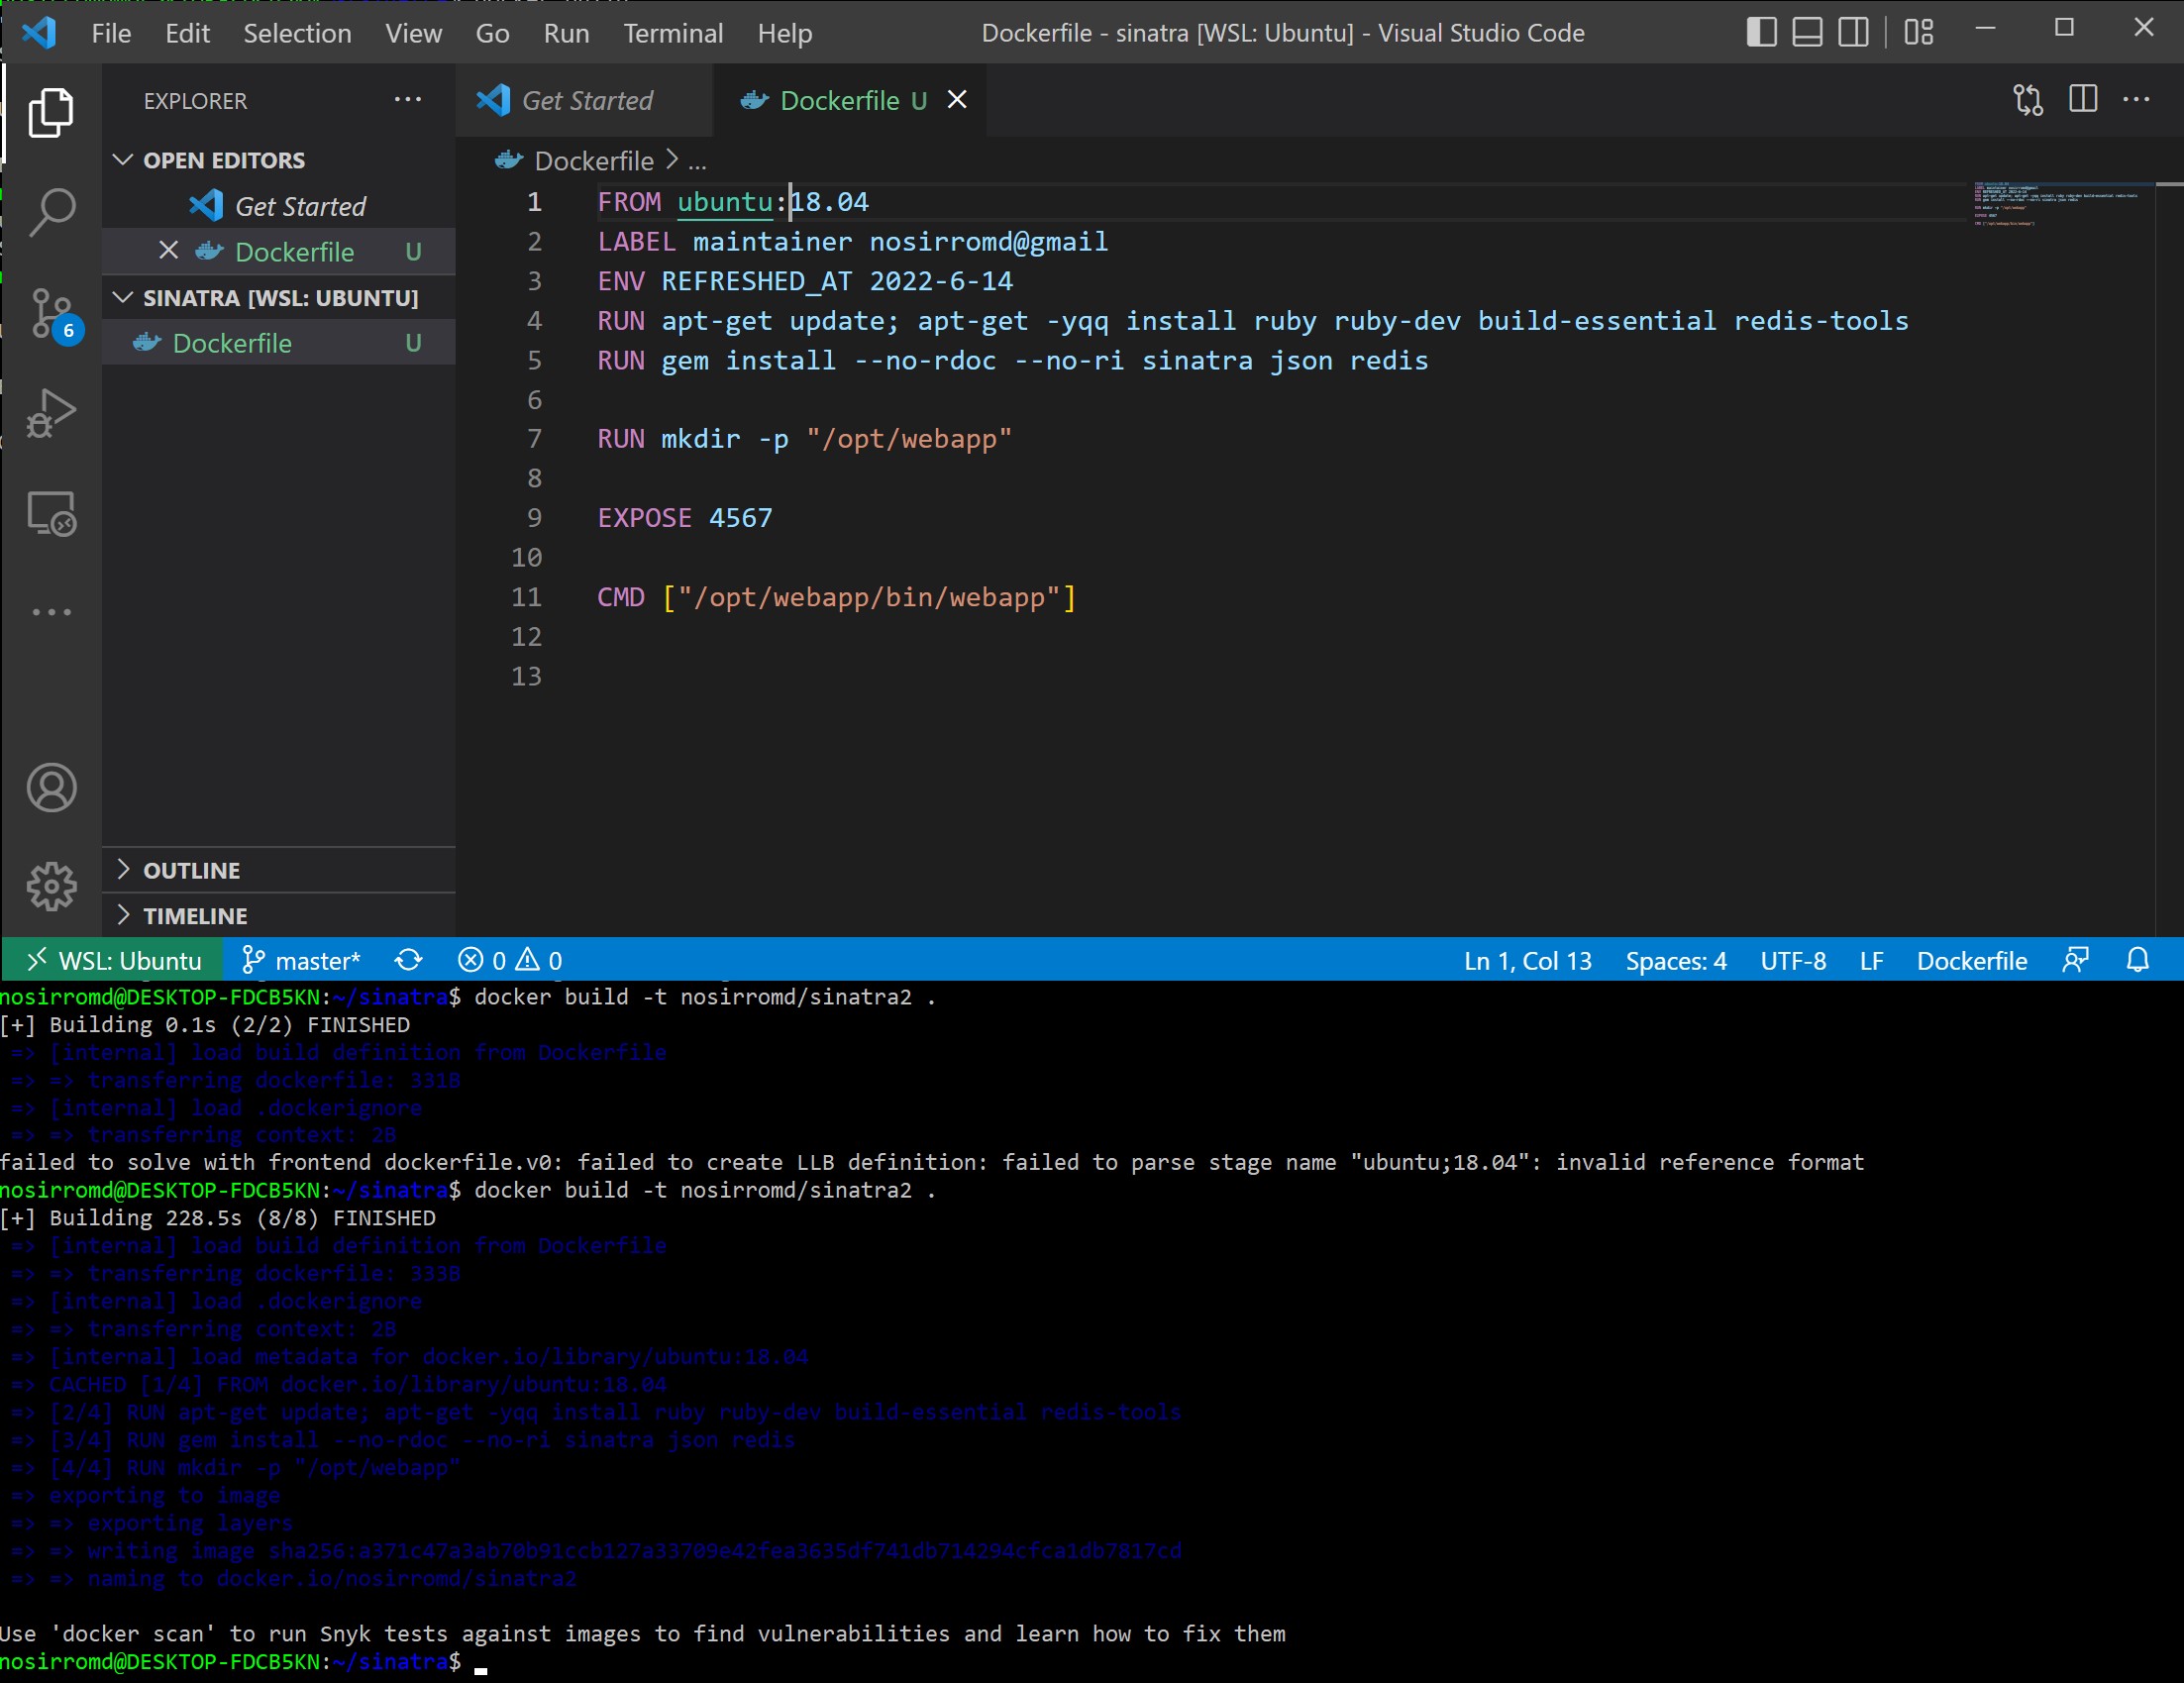 File Edit Selection View Go Run Terminal Help Dockerfile - sinatra [WSL: Ubuntu] - Visual Studio Code
EXPLORER
Get Started Dockerfile U
OPEN EDITORS
Get Started
Dockerfile U
SINATRA [WSL: UBUNTU]
Dockerfile U
6
OUTLINE
TIMELINE
Dockerfile > ...
1 FROM ubuntu:18.04
2 LABEL maintainer nosirromd@gmail
3 ENV REFRESHED_AT 2022-6-14
4 RUN apt-get update; apt-get -yqq install ruby ruby-dev build-essential redis-tools
5 RUN gem install --no-rdoc --no-ri sinatra json redis
6
7 RUN mkdir -p "/opt/webapp"
8
9 EXPOSE 4567
10
11 CMD ["/opt/webapp/bin/webapp"]
12
13
WSL: Ubuntu master* 0 0 Ln 1, Col 13 Spaces: 4 UTF-8 LF Dockerfile
nosirromd@DESKTOP-FDCB5KN:~/sinatra$ docker build -t nosirromd/sinatra2 .
[+] Building 0.1s (2/2) FINISHED
=> [internal] load build definition from Dockerfile
=> => transferring dockerfile: 331B
=> [internal] load .dockerignore
=> => transferring context: 2B
failed to solve with frontend dockerfile.v0: failed to create LLB definition: failed to parse stage name "ubuntu;18.04": invalid reference format
nosirromd@DESKTOP-FDCB5KN:~/sinatra$ docker build -t nosirromd/sinatra2 .
[+] Building 228.5s (8/8) FINISHED
=> [internal] load build definition from Dockerfile
=> => transferring dockerfile: 333B
=> [internal] load .dockerignore
=> => transferring context: 2B
=> [internal] load metadata for docker.io/library/ubuntu:18.04
=> CACHED [1/4] FROM docker.io/library/ubuntu:18.04
=> [2/4] RUN apt-get update; apt-get -yqq install ruby ruby-dev build-essential redis-tools
=> [3/4] RUN gem install --no-rdoc --no-ri sinatra json redis
=> [4/4] RUN mkdir -p "/opt/webapp"
=> exporting to image
=> => exporting layers
=> => writing image sha256:a371c47a3ab70b91ccb127a33709e42fea3635df741db714294cfca1db7817cd
=> => naming to docker.io/nosirromd/sinatra2
Use 'docker scan' to run Snyk tests against images to find vulnerabilities and learn how to fix them
nosirromd@DESKTOP-FDCB5KN:~/sinatra$